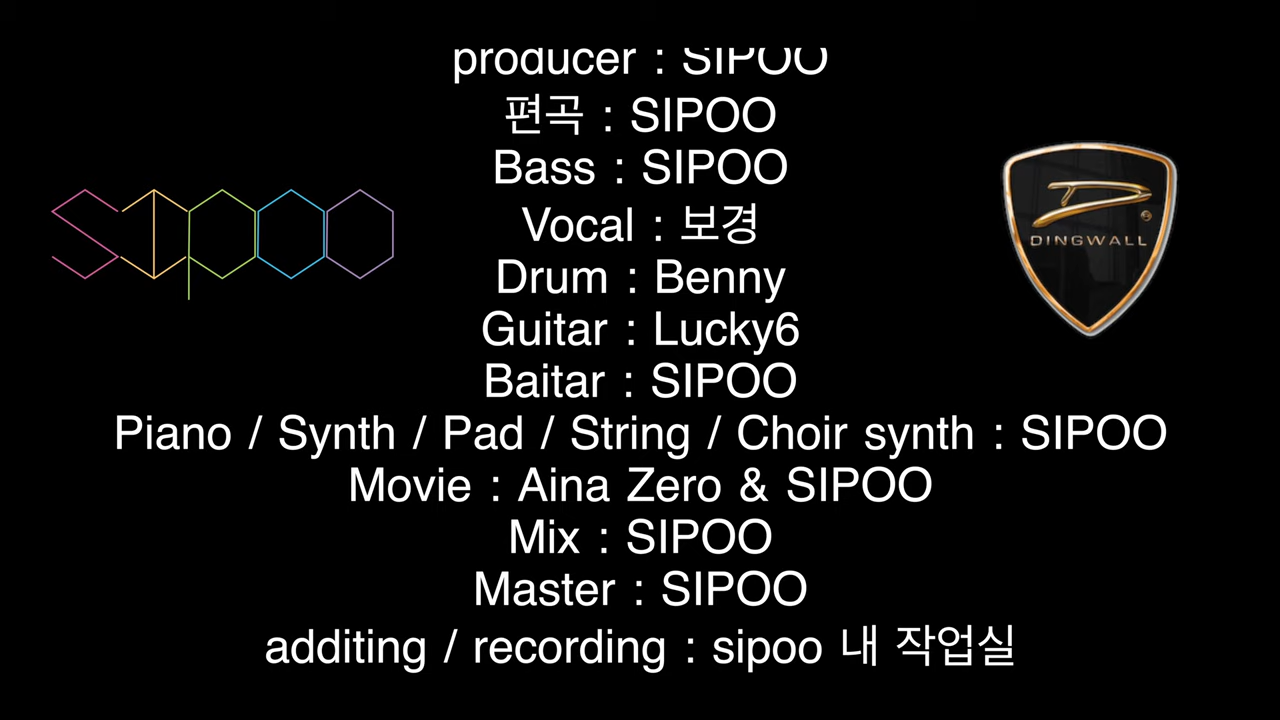 producer : SIPOO
편곡 : SIPOO
Bass : SIPOO
Vocal : 보경
Drum : Benny
Guitar : Lucky6
Baitar : SIPOO
Piano / Synth / Pad / String / Choir synth : SIPOO
Movie : Aina Zero & SIPOO
Mix : SIPOO
Master : SIPOO
additing / recording : sipoo 내 작업실
sipoo
D
®
DINGWALL